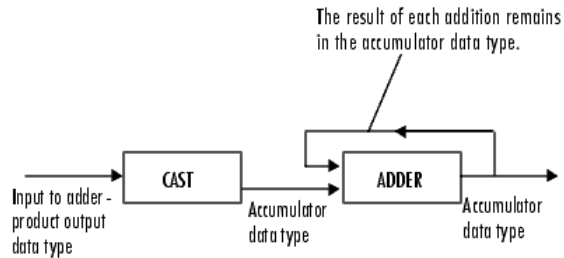 The result of each addition remains
in the accumulator data type.
CAST
ADDER
Input to adder -
product output
data type
Accumulator
data type
Accumulator
data type